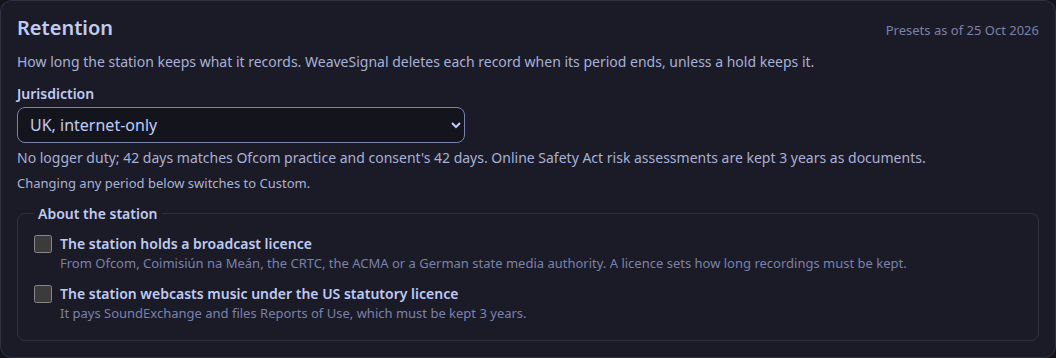 Retention
Presets as of 25 Oct 2026
How long the station keeps what it records. WeaveSignal deletes each record when its period ends, unless a hold keeps it.
Jurisdiction
UK, internet-only
No logger duty; 42 days matches Ofcom practice and consent's 42 days. Online Safety Act risk assessments are kept 3 years as documents.
Changing any period below switches to Custom.
About the station
The station holds a broadcast licence
From Ofcom, Coimisiún na Meán, the CRTC, the ACMA or a German state media authority. A licence sets how long recordings must be kept.
The station webcasts music under the US statutory licence
It pays SoundExchange and files Reports of Use, which must be kept 3 years.